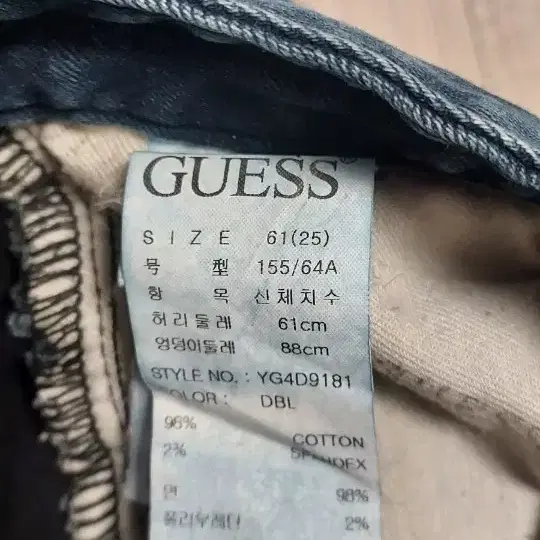 GUESS®
SIZE 61(25)
号型 155/64A
항목 신체치수
허리둘레 61cm
엉덩이둘레 88cm
STYLE NO.: YG4D9181
COLOR: DBL
98% COTTON
2% SPANDEX
면 98%
폴리우레탄 2%